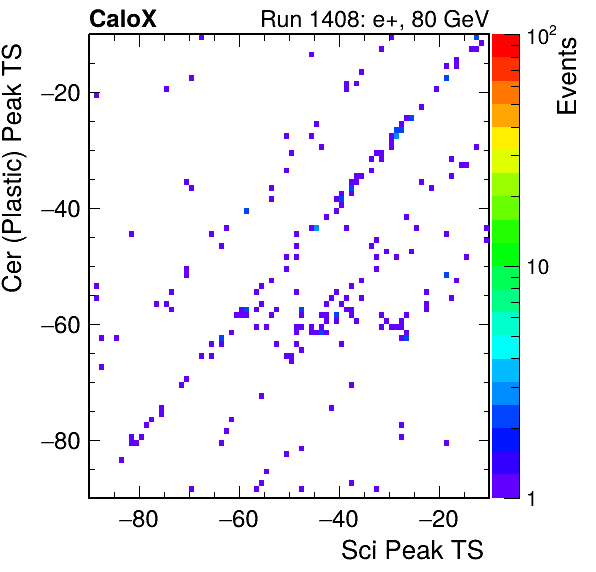 CaloX
Run 1408: e+, 80 GeV
Cer (Plastic) Peak TS
−20
−40
−60
−80
−80
−60
−40
−20
Sci Peak TS
10²
10
1
Events